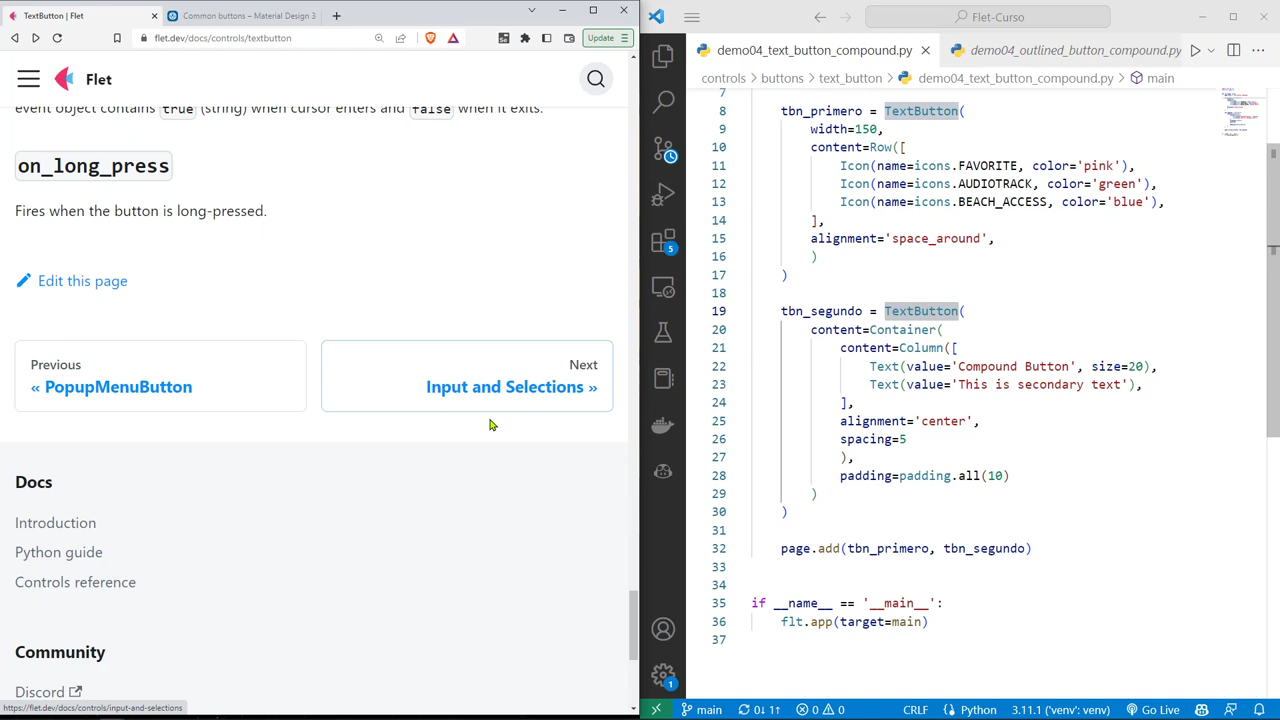 TextButton | Flet
Common buttons – Material Design 3
flet.dev/docs/controls/textbutton
Update
Flet
event object contains true (string) when cursor enters and false when it exits.
on_long_press
Fires when the button is long-pressed.
Edit this page
Previous
« PopupMenuButton
Next
Input and Selections »
Docs
Introduction
Python guide
Controls reference
Community
Discord
https://flet.dev/docs/controls/input-and-selections
Flet-Curso
demo04_text_button_compound.py
demo04_outlined_button_compound.py
controls > buttons > text_button > demo04_text_button_compound.py > main
7
8 tbn_primero = TextButton(
9 width=150,
10 content=Row([
11 Icon(name=icons.FAVORITE, color='pink'),
12 Icon(name=icons.AUDIOTRACK, color='green'),
13 Icon(name=icons.BEACH_ACCESS, color='blue'),
14 ],
15 alignment='space_around',
16 )
17 )
18
19 tbn_segundo = TextButton(
20 content=Container(
21 content=Column([
22 Text(value='Compound Button', size=20),
23 Text(value='This is secondary text'),
24 ],
25 alignment='center',
26 spacing=5
27 ),
28 padding=padding.all(10)
29 )
30 )
31
32 page.add(tbn_primero, tbn_segundo)
33
34
35 if __name__ == '__main__':
36 flt.app(target=main)
37
5
1
main
0↓ 1↑
0
0
CRLF
Python
3.11.1 ('venv': venv)
Go Live